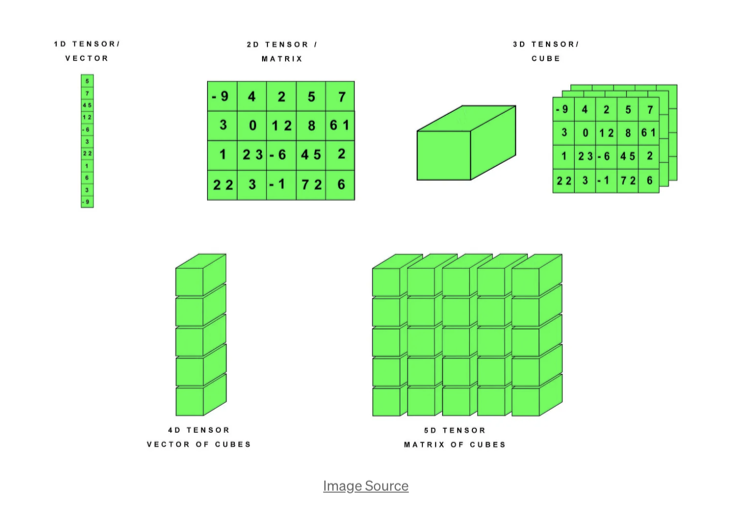 1D TENSOR/
VECTOR
5
7
45
12
-6
3
22
1
6
3
-9
2D TENSOR /
MATRIX
-9 4 2 5 7
3 0 12 8 61
1 23 -6 45 2
22 3 -1 72 6
3D TENSOR/
CUBE
-9 4 2 5 7
3 0 12 8 61
1 23 -6 45 2
22 3 -1 72 6
4D TENSOR
VECTOR OF CUBES
5D TENSOR
MATRIX OF CUBES
Image Source